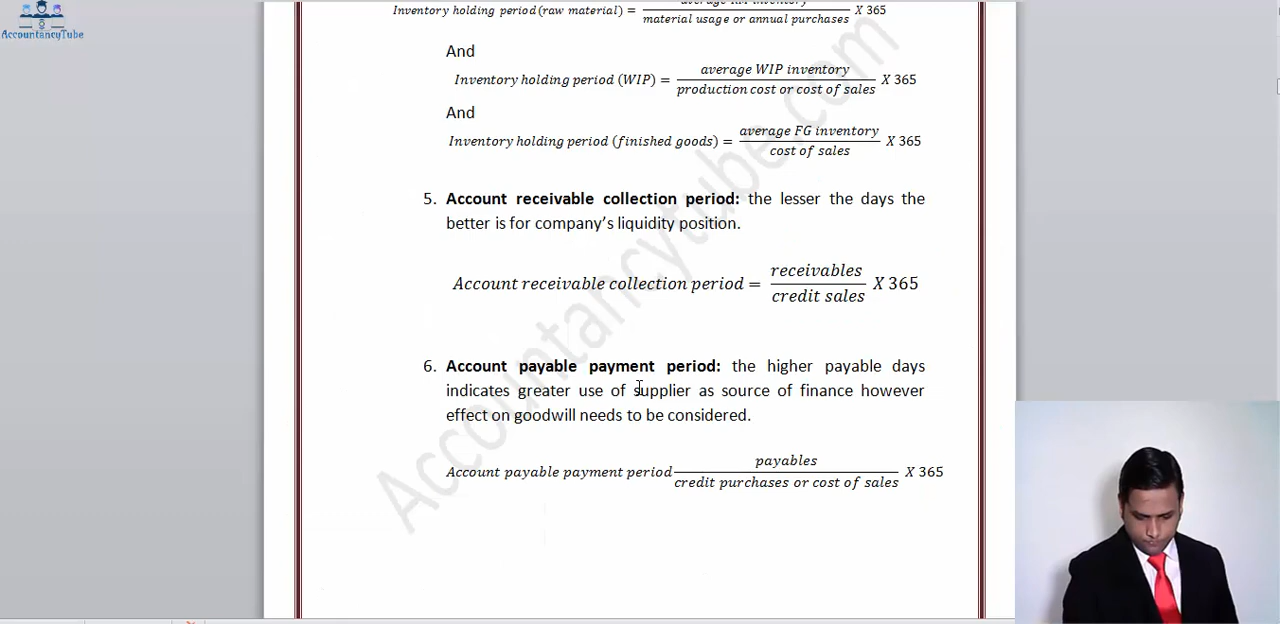 AccountancyTube
Inventory holding period (raw material) = average RM inventory / material usage or annual purchases X 365
And
Inventory holding period (WIP) = average WIP inventory / production cost or cost of sales X 365
And
Inventory holding period (finished goods) = average FG inventory / cost of sales X 365
5. Account receivable collection period: the lesser the days the
better is for company's liquidity position.
Account receivable collection period = receivables / credit sales X 365
6. Account payable payment period: the higher payable days
indicates greater use of supplier as source of finance however
effect on goodwill needs to be considered.
Account payable payment period payables / credit purchases or cost of sales X 365
Accountancytube.com